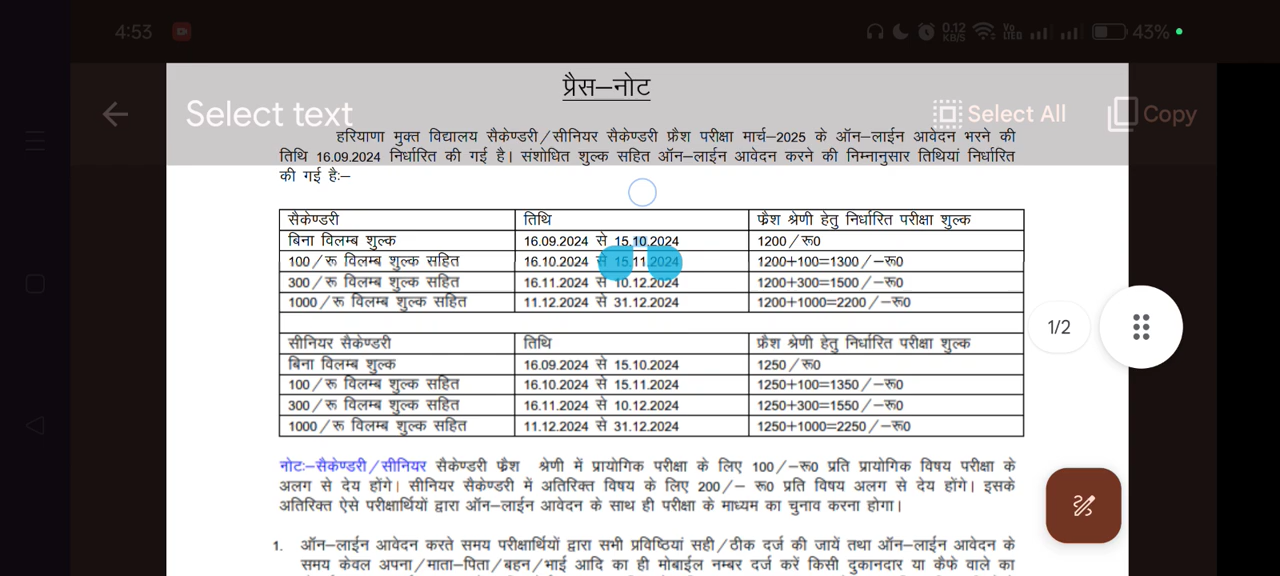 4:53
0.12 KB/S
Vo LTE
43%
प्रैस–नोट
Select text
Select All
Copy
हरियाणा मुक्त विद्यालय सैकेण्डरी/सीनियर सैकेण्डरी फ्रैश परीक्षा मार्च–2025 के ऑन–लाईन आवेदन भरने की
तिथि 16.09.2024 निर्धारित की गई है। संशोधित शुल्क सहित ऑन–लाईन आवेदन करने की निम्नानुसार तिथियां निर्धारित
की गई है:–
सैकेण्डरी तिथि फ्रैश श्रेणी हेतु निर्धारित परीक्षा शुल्क
बिना विलम्ब शुल्क 16.09.2024 से 15.10.2024 1200/रू0
100/रू विलम्ब शुल्क सहित 16.10.2024 से 15.11.2024 1200+100=1300/–रू0
300/रू विलम्ब शुल्क सहित 16.11.2024 से 10.12.2024 1200+300=1500/–रू0
1000/रू विलम्ब शुल्क सहित 11.12.2024 से 31.12.2024 1200+1000=2200/–रू0
1/2
सीनियर सैकेण्डरी तिथि फ्रैश श्रेणी हेतु निर्धारित परीक्षा शुल्क
बिना विलम्ब शुल्क 16.09.2024 से 15.10.2024 1250/रू0
100/रू विलम्ब शुल्क सहित 16.10.2024 से 15.11.2024 1250+100=1350/–रू0
300/रू विलम्ब शुल्क सहित 16.11.2024 से 10.12.2024 1250+300=1550/–रू0
1000/रू विलम्ब शुल्क सहित 11.12.2024 से 31.12.2024 1250+1000=2250/–रू0
नोटः–सैकेण्डरी/सीनियर सैकेण्डरी फ्रैश श्रेणी में प्रायोगिक परीक्षा के लिए 100/–रू0 प्रति प्रायोगिक विषय परीक्षा के
अलग से देय होंगे। सीनियर सैकेण्डरी में अतिरिक्त विषय के लिए 200/– रू0 प्रति विषय अलग से देय होंगे। इसके
अतिरिक्त ऐसे परीक्षार्थियों द्वारा ऑन–लाईन आवेदन के साथ ही परीक्षा के माध्यम का चुनाव करना होगा।
1. ऑन–लाईन आवेदन करते समय परीक्षार्थियों द्वारा सभी प्रविष्ठियां सही/ठीक दर्ज की जायें तथा ऑन–लाईन आवेदन के
समय केवल अपना/माता–पिता/बहन/भाई आदि का ही मोबाईल नम्बर दर्ज करें किसी दुकानदार या कैफे वाले का